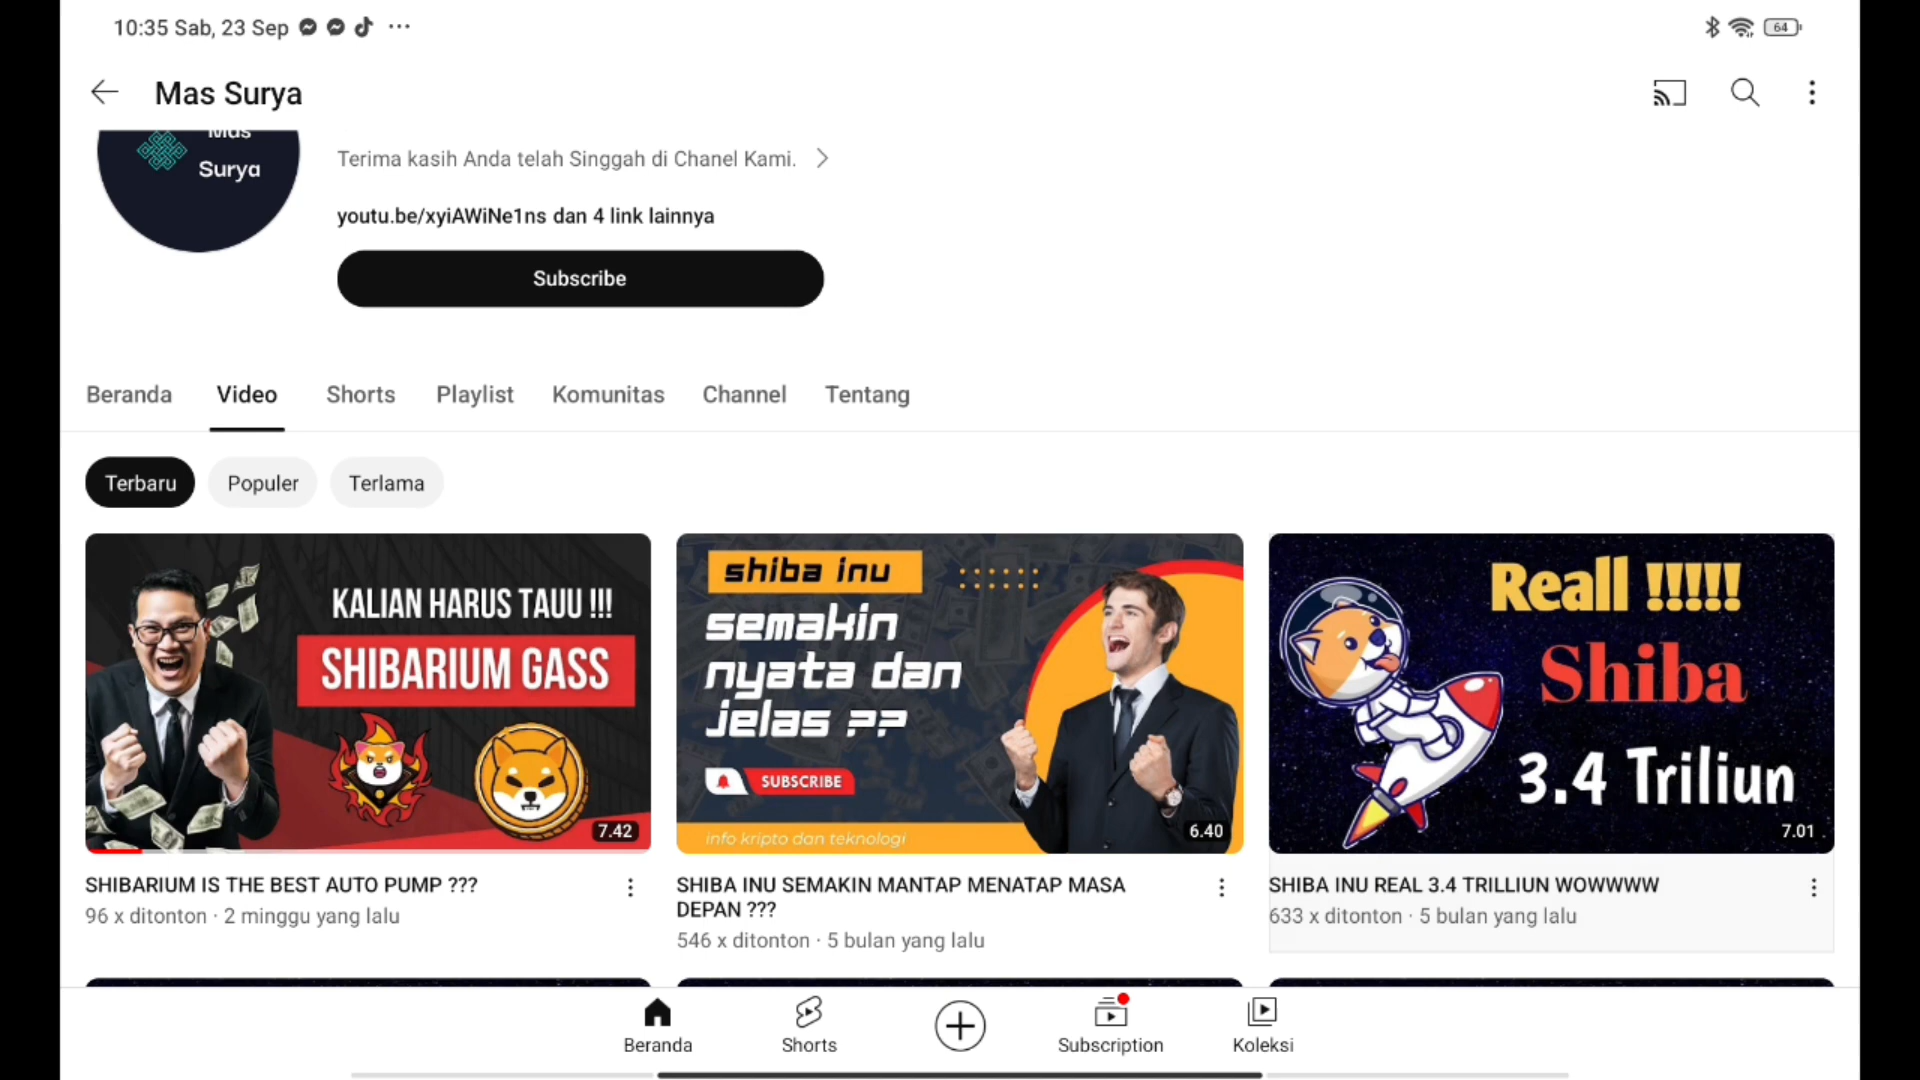 10:35 Sab, 23 Sep
64
Mas Surya
Mas
Surya
Terima kasih Anda telah Singgah di Chanel Kami.
youtu.be/xyiAWiNe1ns dan 4 link lainnya
Subscribe
Beranda Video Shorts Playlist Komunitas Channel Tentang
Terbaru Populer Terlama
KALIAN HARUS TAUU !!!
SHIBARIUM GASS
7.42
SHIBARIUM IS THE BEST AUTO PUMP ???
96 x ditonton · 2 minggu yang lalu
shiba inu
semakin
nyata dan
jelas ??
SUBSCRIBE
info kripto dan teknologi
6.40
SHIBA INU SEMAKIN MANTAP MENATAP MASA
DEPAN ???
546 x ditonton · 5 bulan yang lalu
Reall !!!!!
Shiba
3.4 Triliun
7.01
SHIBA INU REAL 3.4 TRILLIUN WOWWWW
633 x ditonton · 5 bulan yang lalu
Beranda Shorts Subscription Koleksi